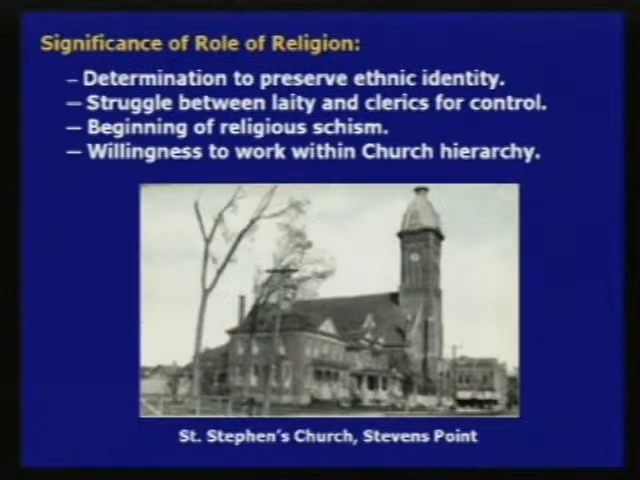 Significance of Role of Religion:
– Determination to preserve ethnic identity.
– Struggle between laity and clerics for control.
– Beginning of religious schism.
– Willingness to work within Church hierarchy.
St. Stephen's Church, Stevens Point